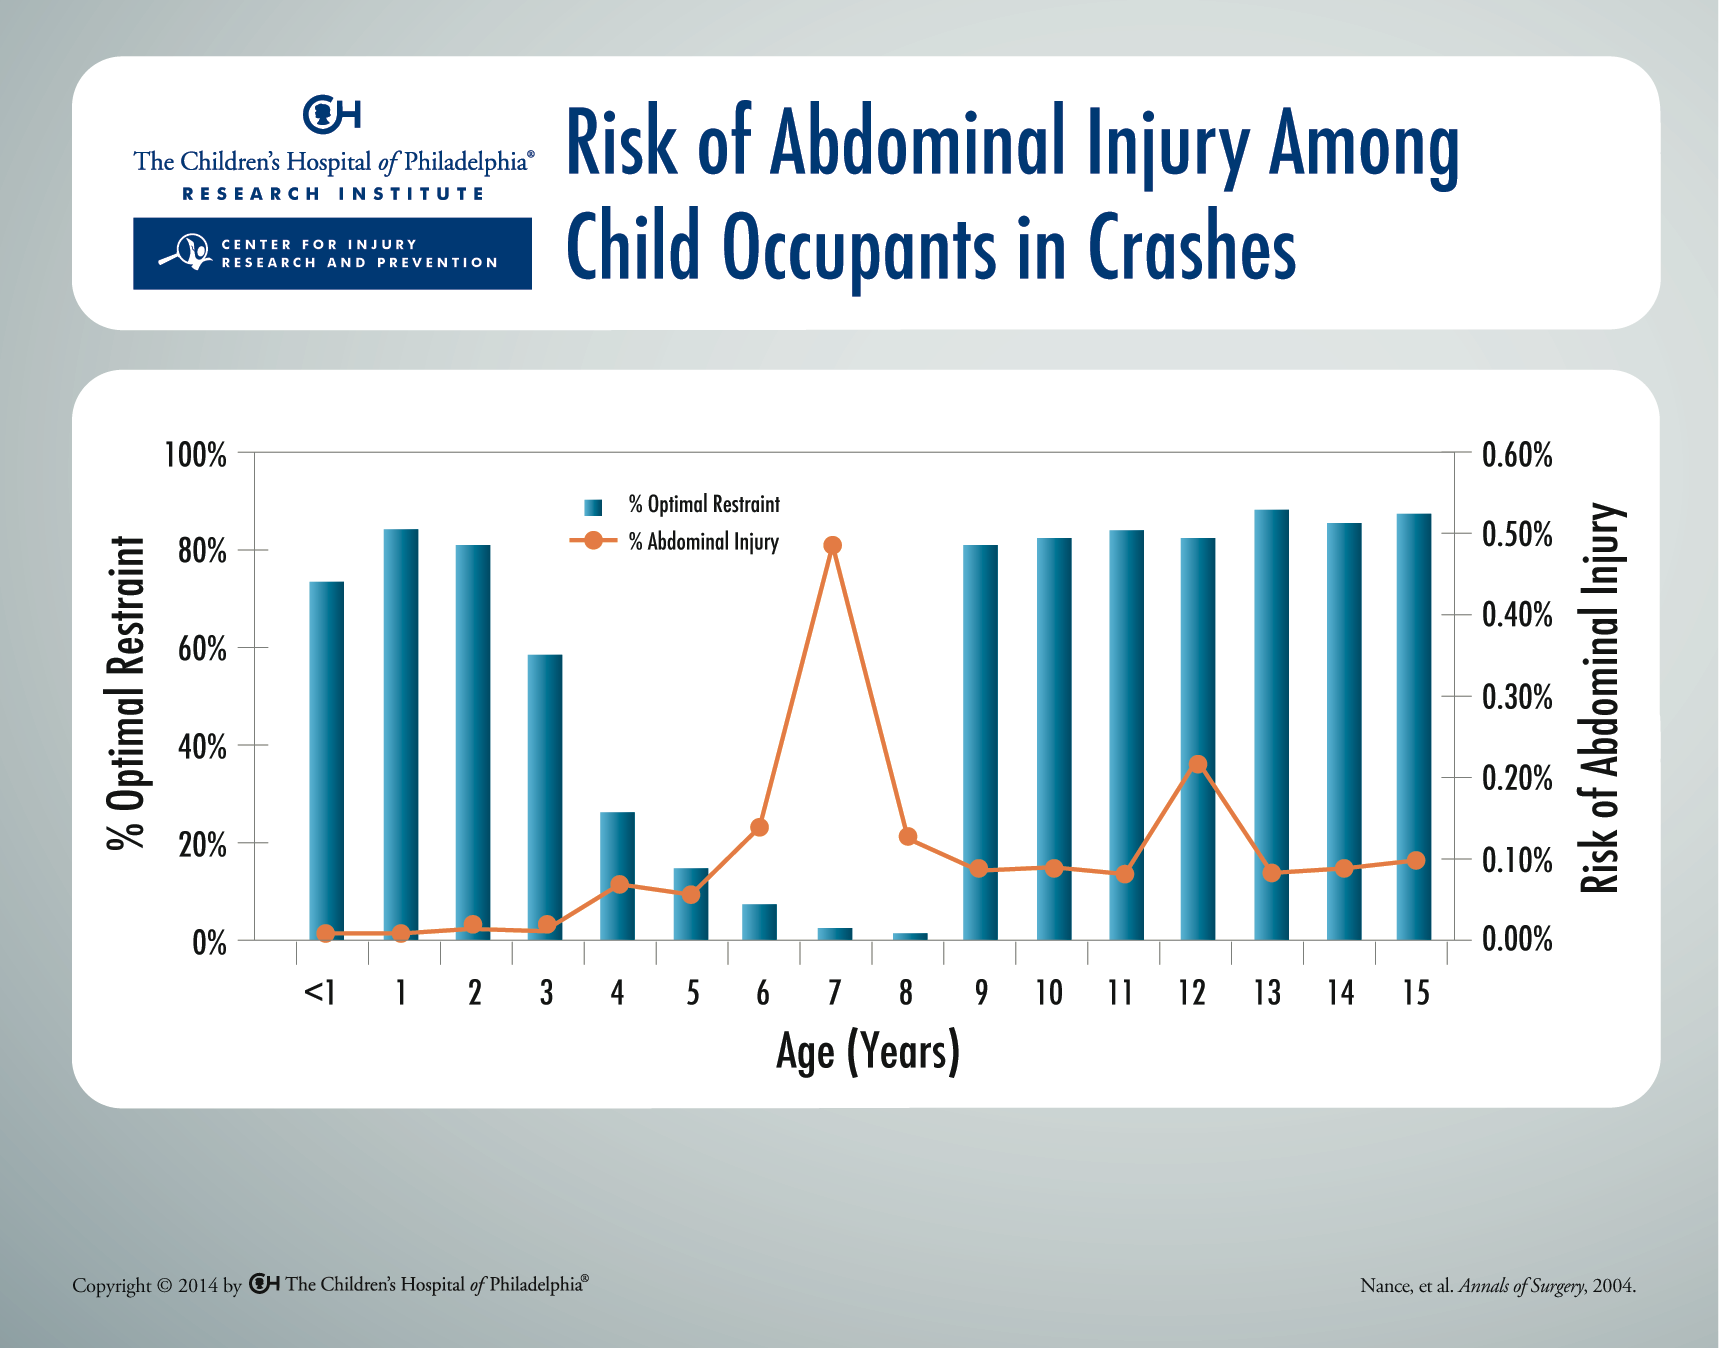 CH
The Children's Hospital of Philadelphia®
RESEARCH INSTITUTE
CENTER FOR INJURY
RESEARCH AND PREVENTION
Risk of Abdominal Injury Among
Child Occupants in Crashes
% Optimal Restraint
100%
80%
60%
40%
20%
0%
% Optimal Restraint
% Abdominal Injury
0.60%
0.50%
0.40%
0.30%
0.20%
0.10%
0.00%
Risk of Abdominal Injury
<1 1 2 3 4 5 6 7 8 9 10 11 12 13 14 15
Age (Years)
Copyright © 2014 by CH The Children's Hospital of Philadelphia®
Nance, et al. Annals of Surgery, 2004.